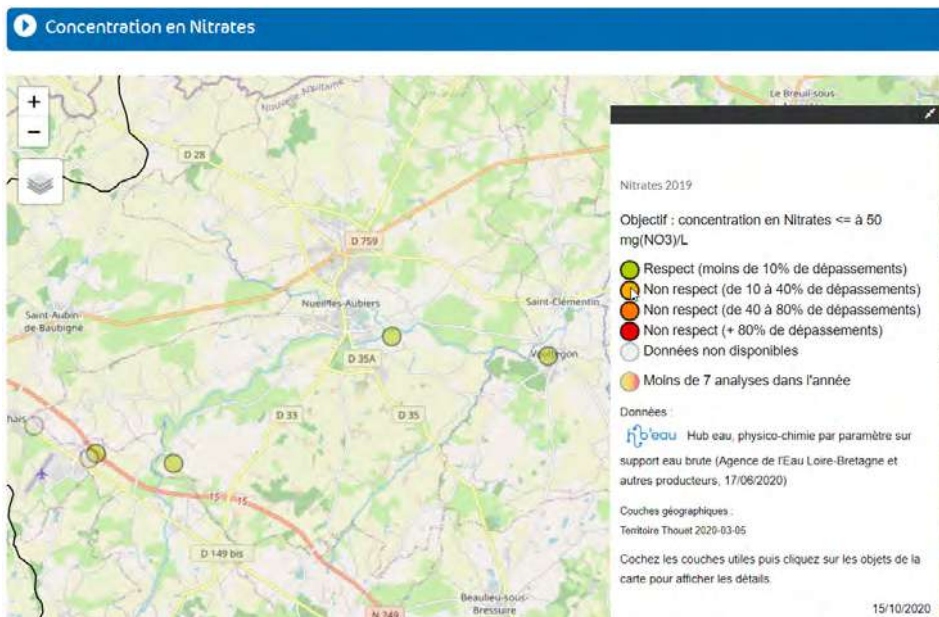 Concentration en Nitrates
+
−
Nouvelle-Aquitaine
Le Breuil-sous-
D 28
D 759
Nueil-les-Aubiers
Saint-Clémentin
Saint-Aubin-
de-Baubigné
D 35A
Voultegon
D 33
D 35
15
15
D 149 bis
N 249
Beaulieu-sous-
Bressuire
Nitrates 2019
Objectif : concentration en Nitrates <= à 50
mg(NO3)/L
Respect (moins de 10% de dépassements)
Non respect (de 10 à 40% de dépassements)
Non respect (de 40 à 80% de dépassements)
Non respect (+ 80% de dépassements)
Données non disponibles
Moins de 7 analyses dans l'année
Données :
h'eau Hub eau, physico-chimie par paramètre sur
support eau brute (Agence de l'Eau Loire-Bretagne et
autres producteurs, 17/06/2020)
Couches géographiques :
Territoire Thouet 2020-03-05
Cochez les couches utiles puis cliquez sur les objets de la
carte pour afficher les détails.
15/10/2020